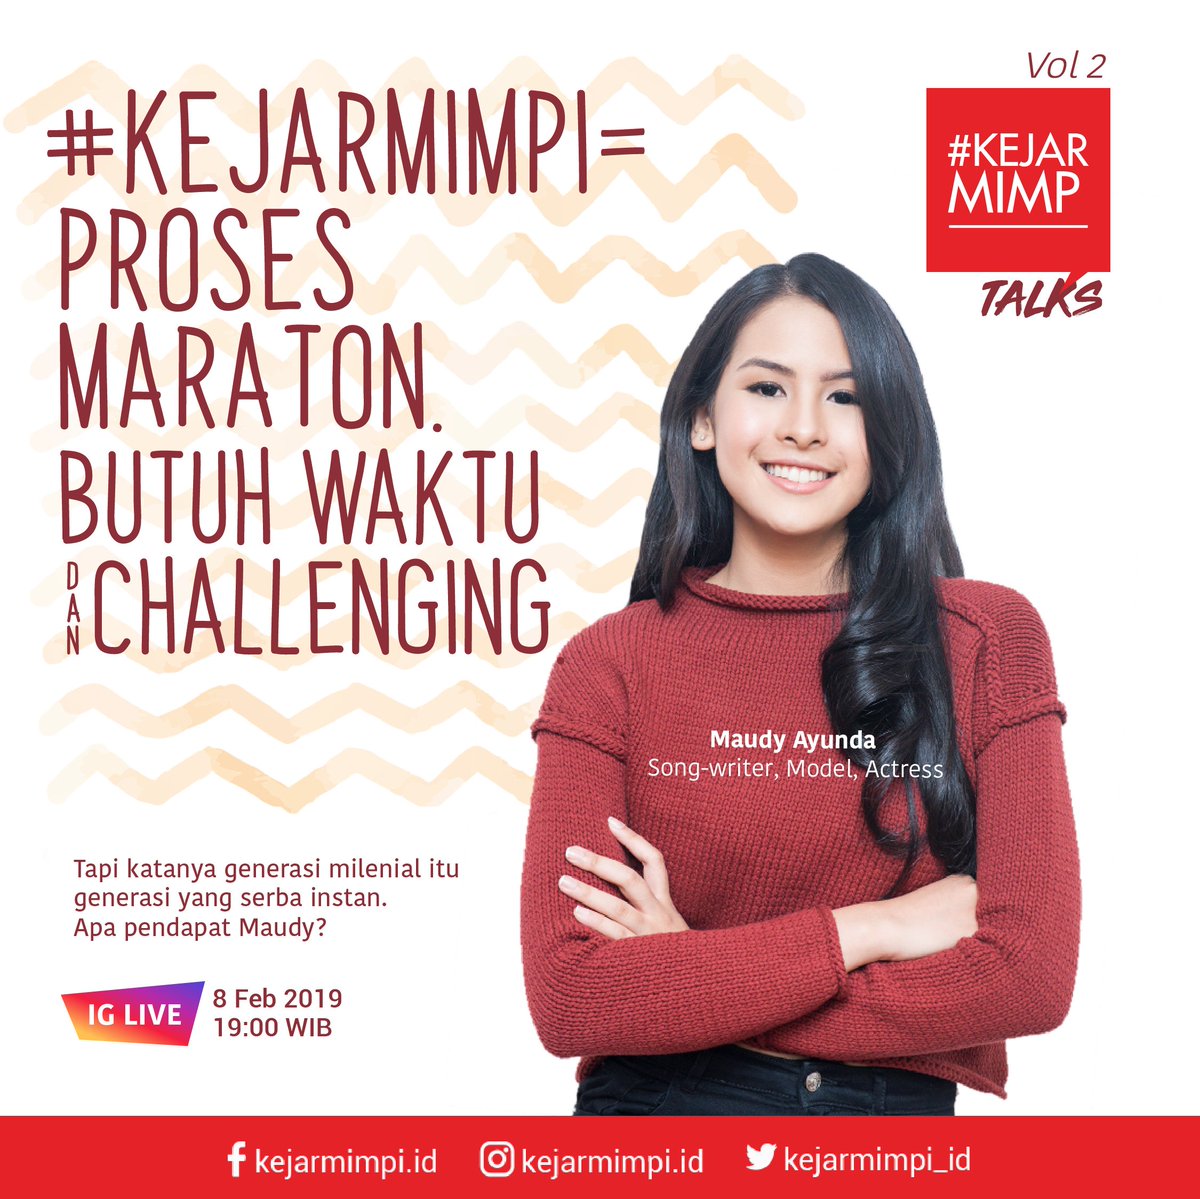 #KEJARMIMPI=
PROSES
MARATON.
BUTUH WAKTU
DAN CHALLENGING
Vol 2
#KEJAR
MIMP
TALKS
Maudy Ayunda
Song-writer, Model, Actress
Tapi katanya generasi milenial itu
generasi yang serba instan.
Apa pendapat Maudy?
IG LIVE
8 Feb 2019
19:00 WIB
kejarmimpi.id
kejarmimpi.id
kejarmimpi_id